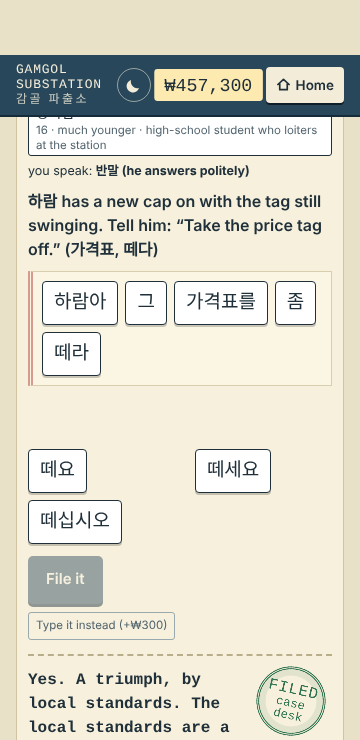 GAMGOL
SUBSTATION
감골 파출소
₩457,300
Home
16 · much younger · high-school student who loiters
at the station
you speak: 반말 (he answers politely)
하람 has a new cap on with the tag still
swinging. Tell him: “Take the price tag
off.” (가격표, 떼다)
하람아 그 가격표를 좀
떼라
떼요 떼세요
떼십시오
File it
Type it instead (+₩300)
Yes. A triumph, by
local standards. The
local standards are a
FILED
case
desk